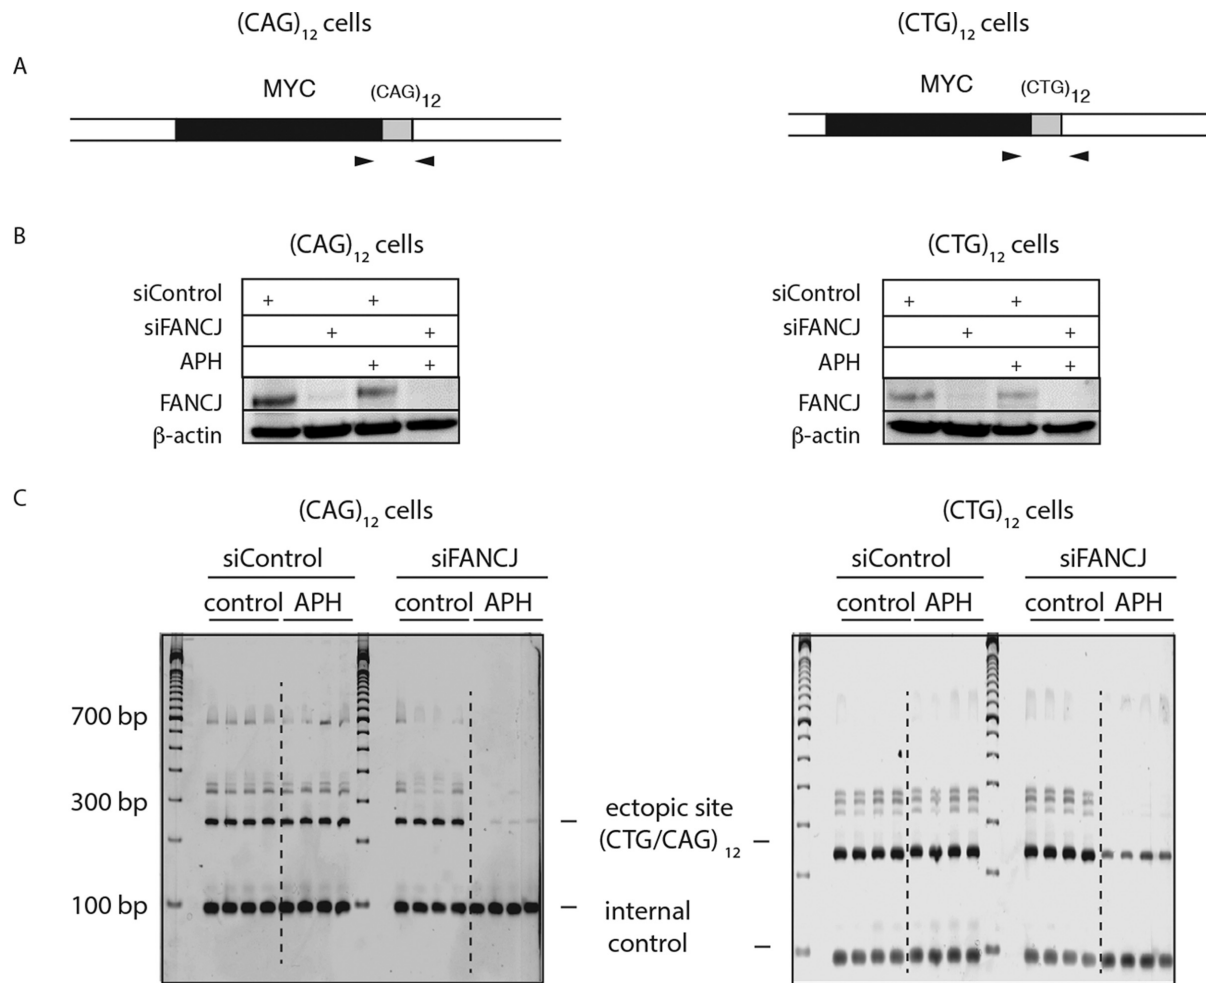 (CAG)12 cells
(CTG)12 cells
A
MYC
(CAG)12
MYC
(CTG)12
B
(CAG)12 cells
(CTG)12 cells
siControl + +
siFANCJ + +
APH + +
FANCJ
β-actin
siControl + +
siFANCJ + +
APH + +
FANCJ
β-actin
C
(CAG)12 cells
(CTG)12 cells
siControl siFANCJ
control APH control APH
siControl siFANCJ
control APH control APH
700 bp
300 bp
100 bp
ectopic site
(CTG/CAG)12
internal
control